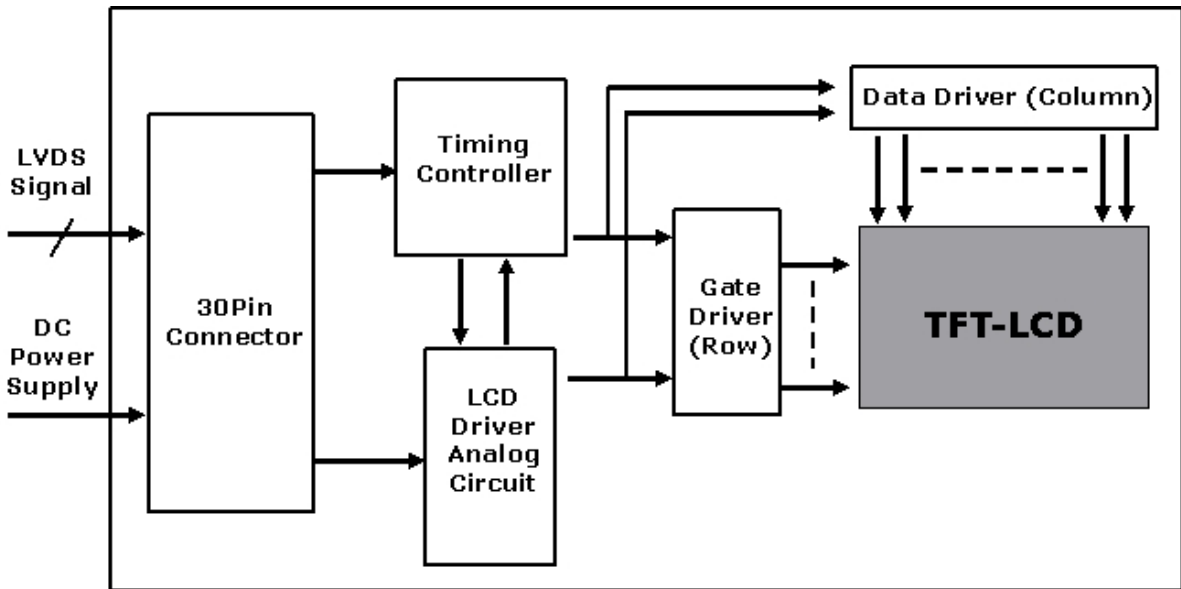 LVDS
Signal
DC
Power
Supply
30Pin
Connector
Timing
Controller
LCD
Driver
Analog
Circuit
Gate
Driver
(Row)
Data Driver (Column)
TFT-LCD